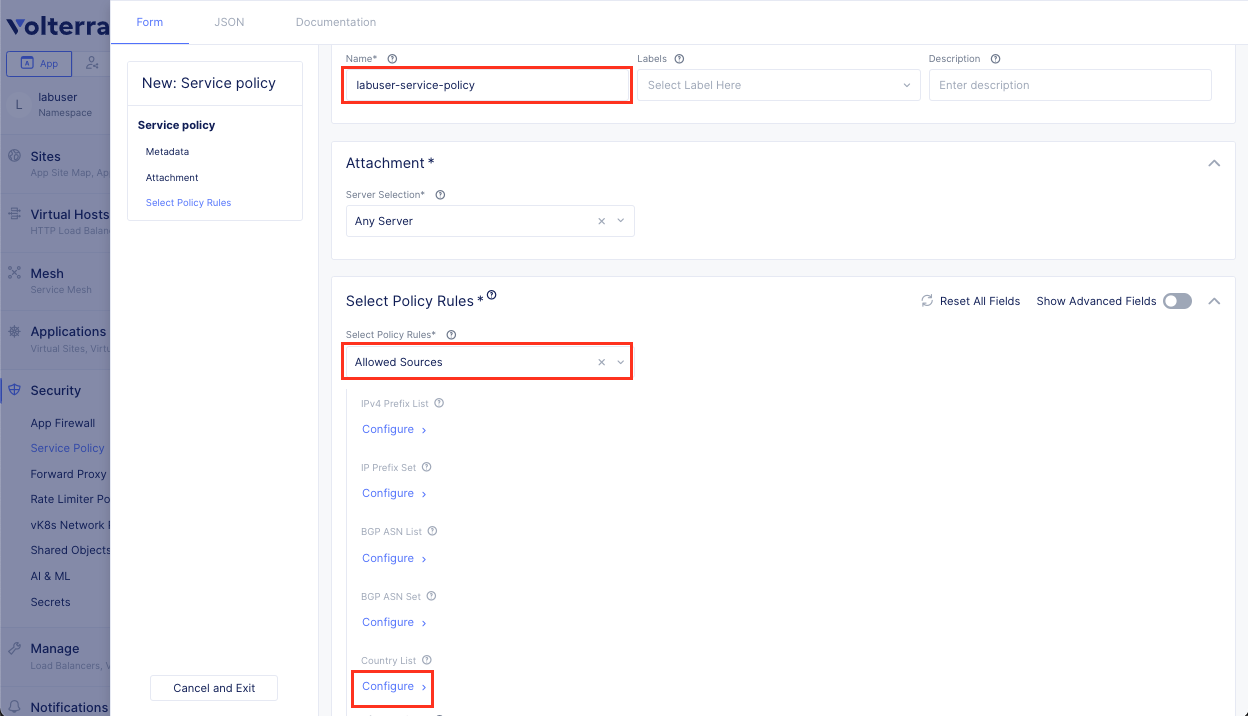 Volterra
App
L
labuser
Namespace
Sites
App Site Map, Ap
Virtual Hosts
HTTP Load Balan
Mesh
Service Mesh
Applications
Virtual Sites, Virtu
Security
App Firewall
Service Policy
Forward Proxy
Rate Limiter Po
vK8s Network
Shared Objects
AI & ML
Secrets
Manage
Load Balancers, V
Notifications
Form
JSON
Documentation
New: Service policy
Service policy
Metadata
Attachment
Select Policy Rules
Cancel and Exit
Name*
Labels
Description
labuser-service-policy
Select Label Here
Enter description
Attachment *
Server Selection*
Any Server
Select Policy Rules *
Reset All Fields
Show Advanced Fields
Select Policy Rules*
Allowed Sources
IPv4 Prefix List
Configure
IP Prefix Set
Configure
BGP ASN List
Configure
BGP ASN Set
Configure
Country List
Configure